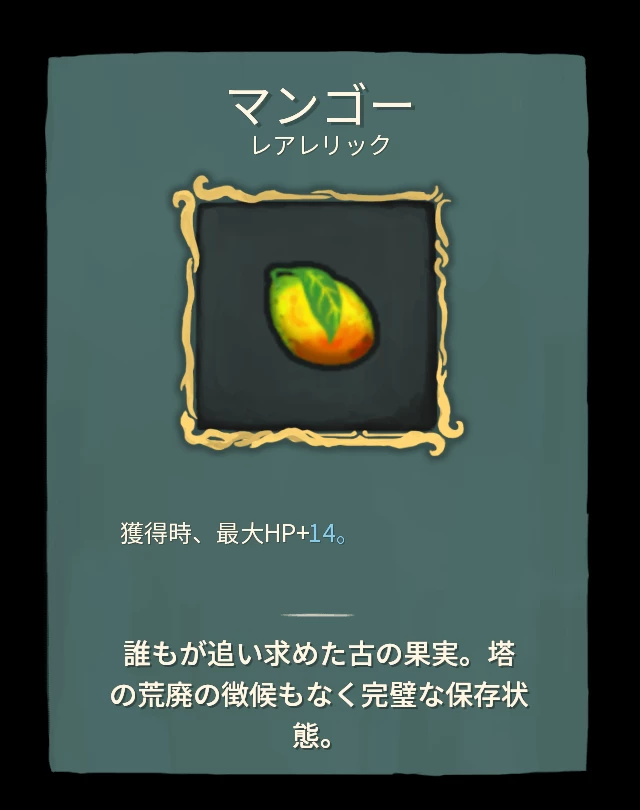 マンゴー
レアレリック
獲得時、最大HP+14。
誰もが追い求めた古の果実。塔
の荒廃の徴候もなく完璧な保存状
態。